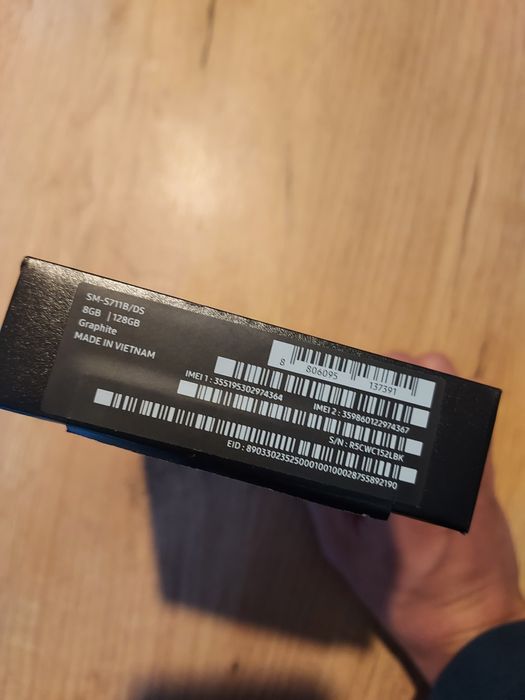 SM-S711B/DS
8GB | 128GB
Graphite
MADE IN VIETNAM
8 806095 137391
IMEI 1 : 355195302974364
IMEI 2 : 359860122974367
S/N : R5CWC152LBK
EID : 89033023525000100100028755892190